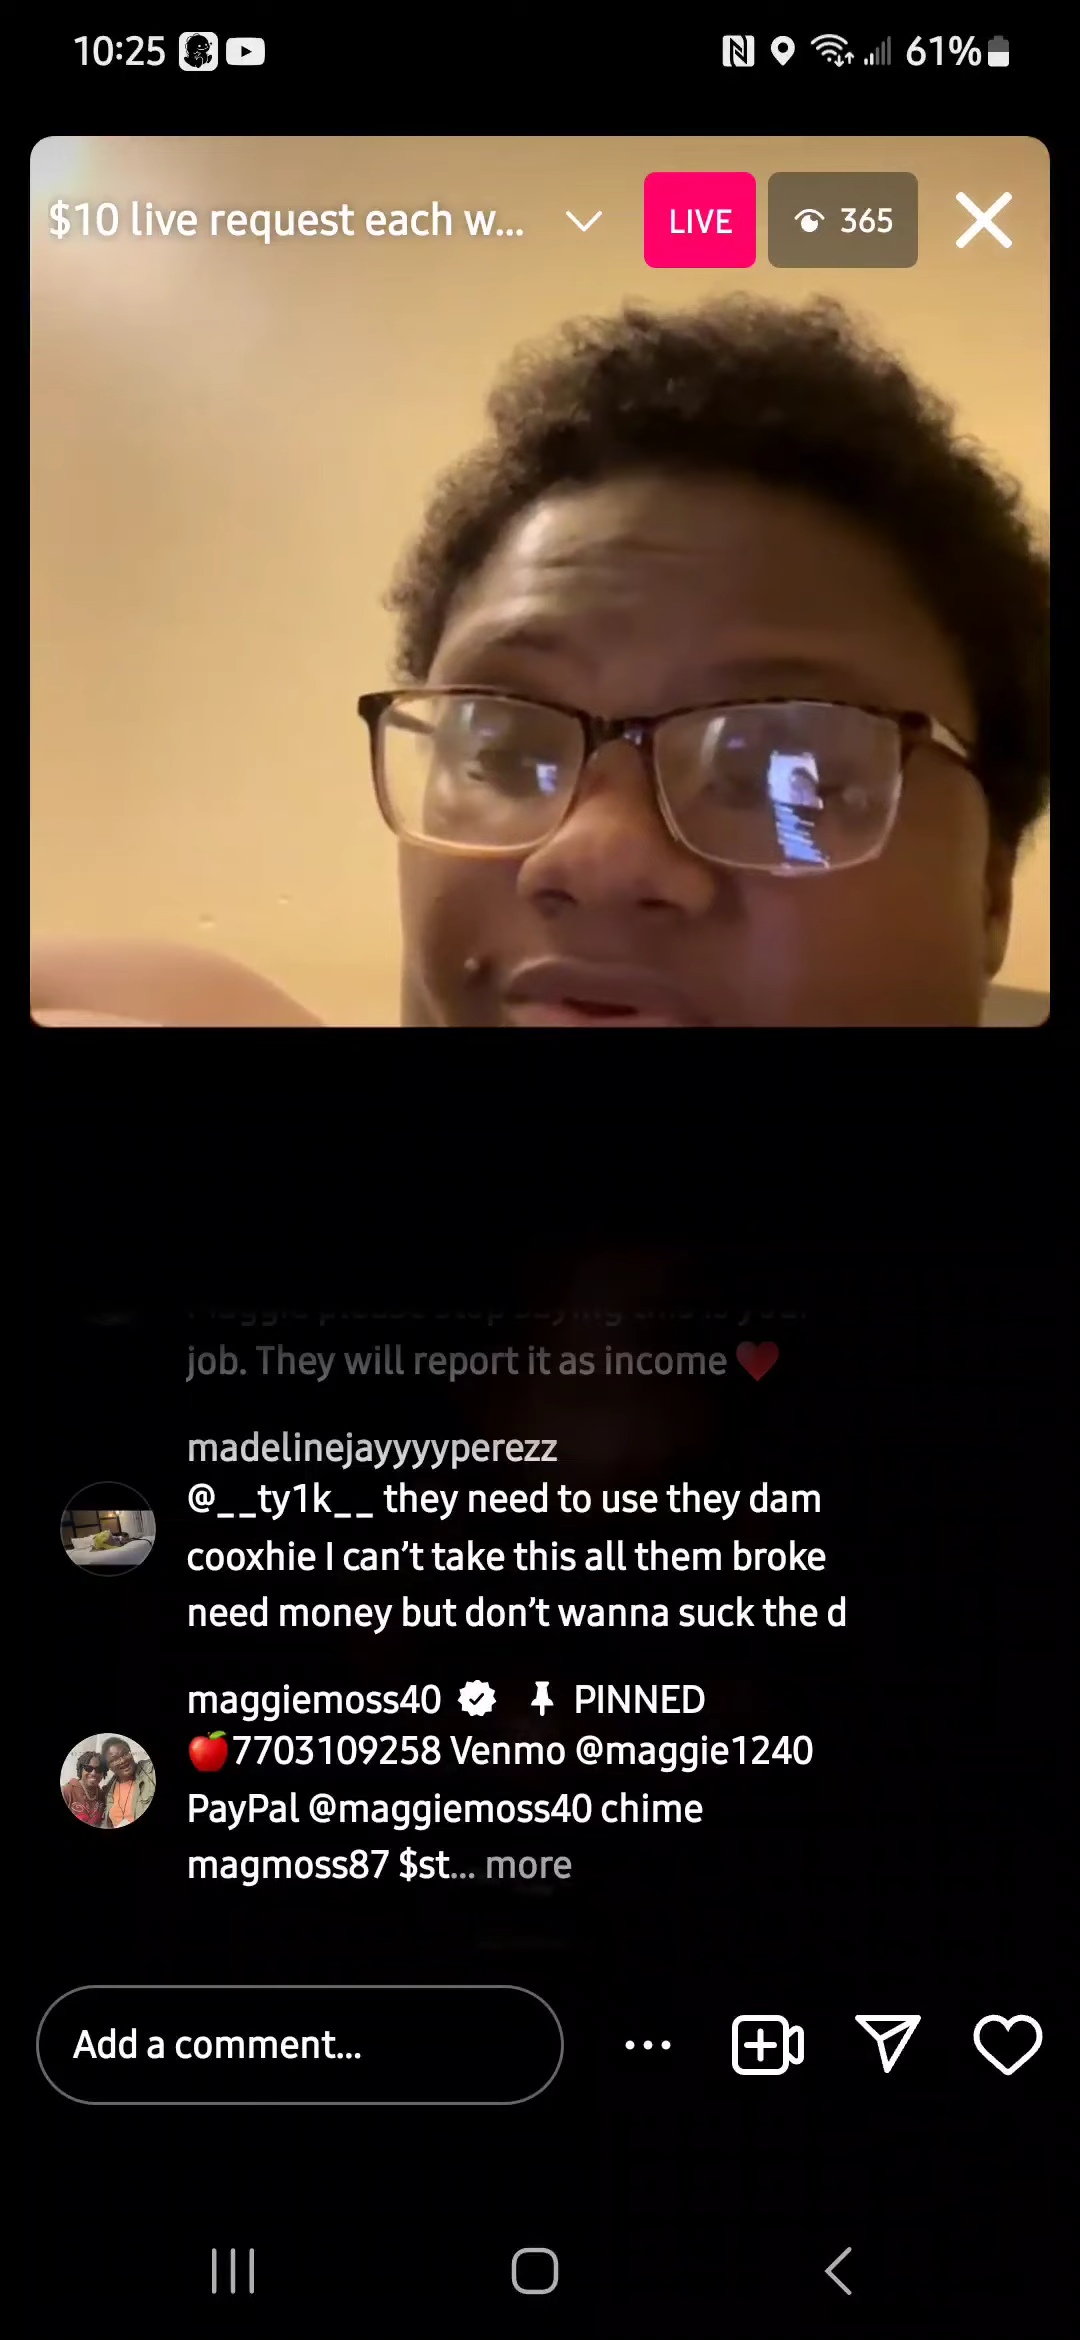 10:25
61%
$10 live request each w...
LIVE
365
job. They will report it as income
madelinejayyyyperezz
@__ty1k__ they need to use they dam
cooxhie I can't take this all them broke
need money but don't wanna suck the d
maggiemoss40 PINNED
🍎7703109258 Venmo @maggie1240
PayPal @maggiemoss40 chime
magmoss87 $st... more
Add a comment...